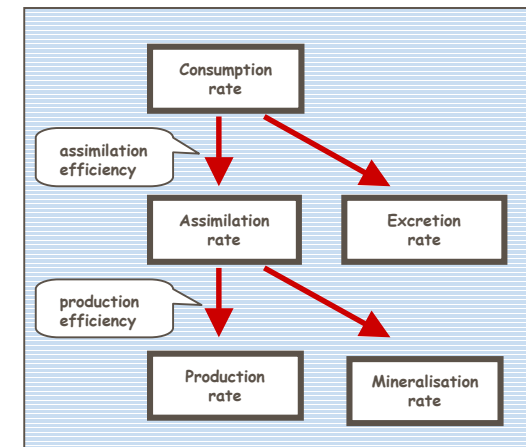 Consumption
rate
assimilation
efficiency
Assimilation
rate
Excretion
rate
production
efficiency
Production
rate
Mineralisation
rate